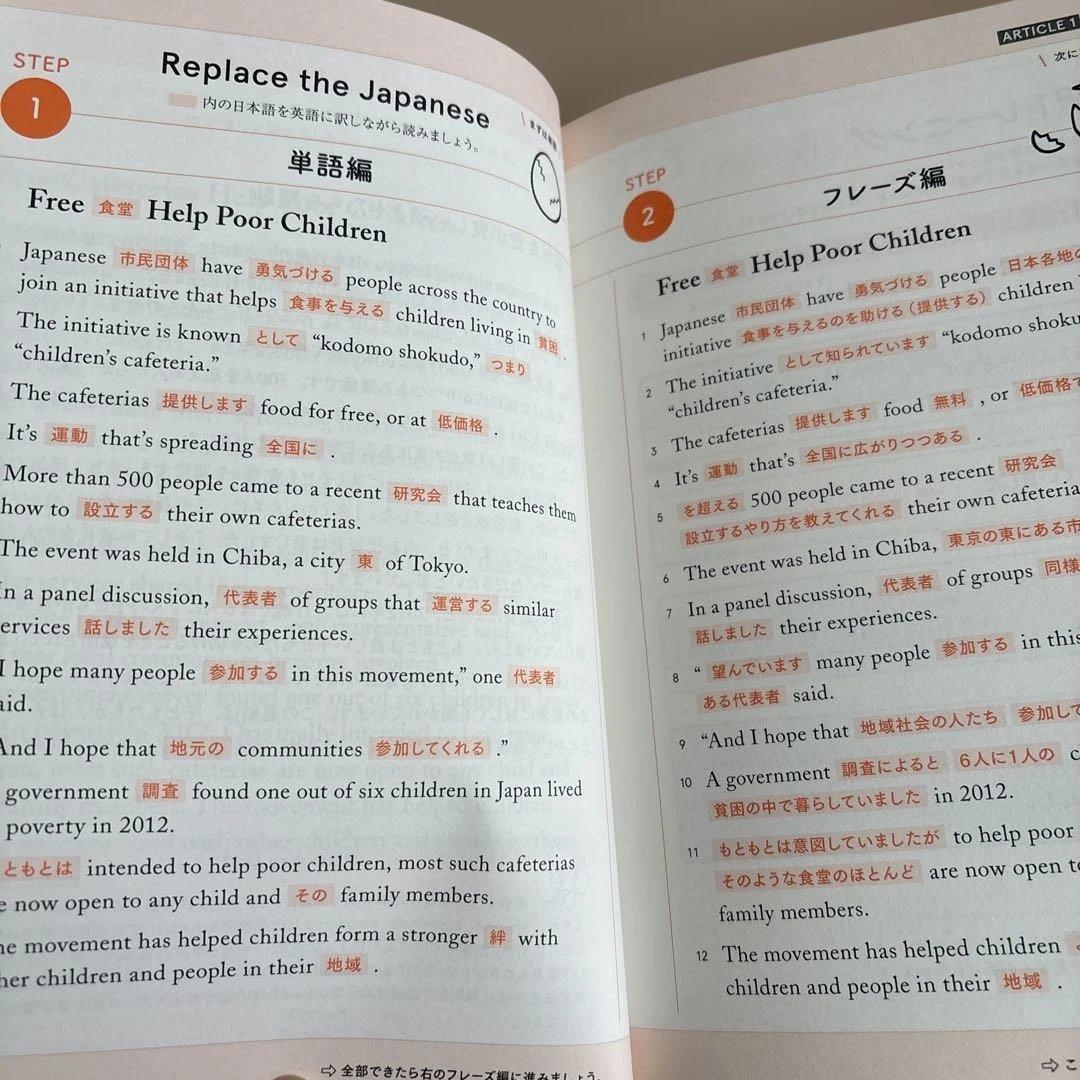 STEP
1
Replace the Japanese
内の日本語を英語に訳しながら読みましょう。
まずは単語
単語編
Free 食堂 Help Poor Children
Japanese 市民団体 have 勇気づける people across the country to
join an initiative that helps 食事を与える children living in 貧困 .
The initiative is known として “kodomo shokudo,” つまり
“children’s cafeteria.”
The cafeterias 提供します food for free, or at 低価格 .
It’s 運動 that’s spreading 全国に .
More than 500 people came to a recent 研究会 that teaches them
how to 設立する their own cafeterias.
The event was held in Chiba, a city 東 of Tokyo.
In a panel discussion, 代表者 of groups that 運営する similar
ervices 話しました their experiences.
I hope many people 参加する in this movement,” one 代表者
aid.
And I hope that 地元の communities 参加してくれる .”
government 調査 found one out of six children in Japan lived
poverty in 2012.
ともとは intended to help poor children, most such cafeterias
e now open to any child and その family members.
he movement has helped children form a stronger 絆 with
her children and people in their 地域 .
⇨ 全部できたら右のフレーズ編に進みましょう。
ARTICLE 1
次に
STEP
2
フレーズ編
Free 食堂 Help Poor Children
1 Japanese 市民団体 have 勇気づける people 日本各地の
initiative 食事を与えるのを助ける（提供する） children
2 The initiative として知られています “kodomo shoku
“children’s cafeteria.”
3 The cafeterias 提供します food 無料 , or 低価格で
4 It’s 運動 that’s 全国に広がりつつある .
5 を超える 500 people came to a recent 研究会
設立するやり方を教えてくれる their own cafeteria
6 The event was held in Chiba, 東京の東にある市
7 In a panel discussion, 代表者 of groups 同様
話しました their experiences.
8 “ 望んでいます many people 参加する in this
ある代表者 said.
9 “And I hope that 地域社会の人たち 参加して
10 A government 調査によると 6人に1人の c
貧困の中で暮らしていました in 2012.
11 もともとは意図していましたが to help poor
そのような食堂のほとんど are now open to
family members.
12 The movement has helped children
children and people in their 地域 .
⇨ こ